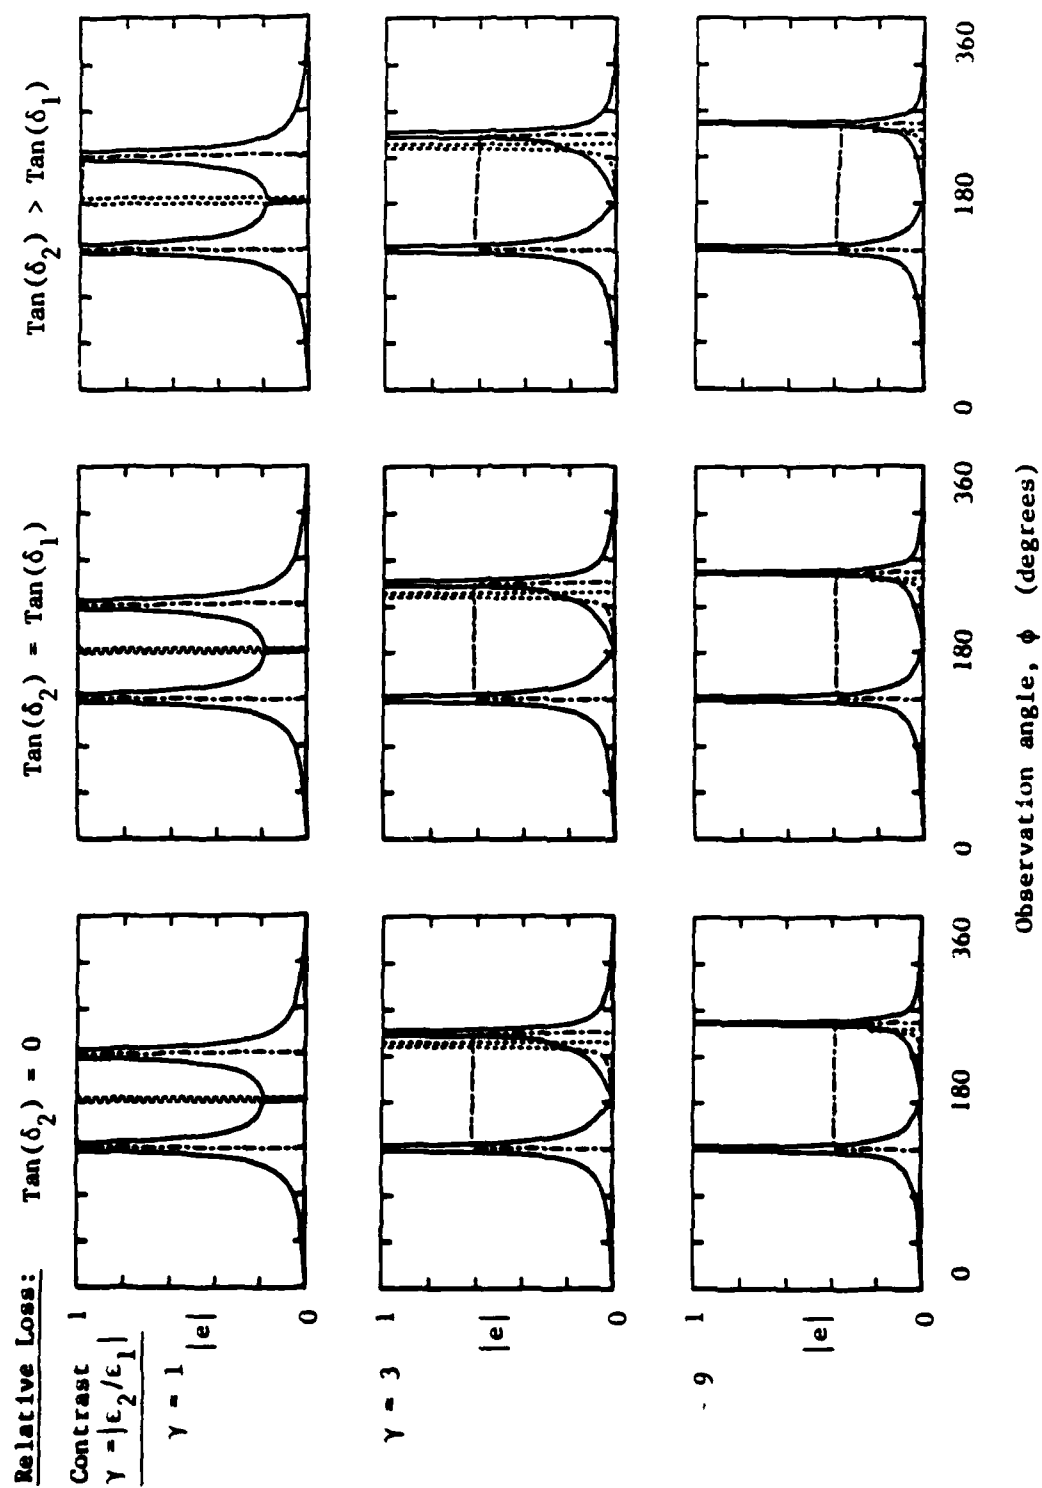 Relative Loss: Tan(δ2) = 0 Tan(δ2) = Tan(δ1) Tan(δ2) > Tan(δ1)
Contrast
γ =|ε2/ε1|
γ = 1
1
|e|
0
γ = 3
1
|e|
0
9
1
|e|
0
0 180 360 0 180 360 0 180 360
Observation angle, φ (degrees)